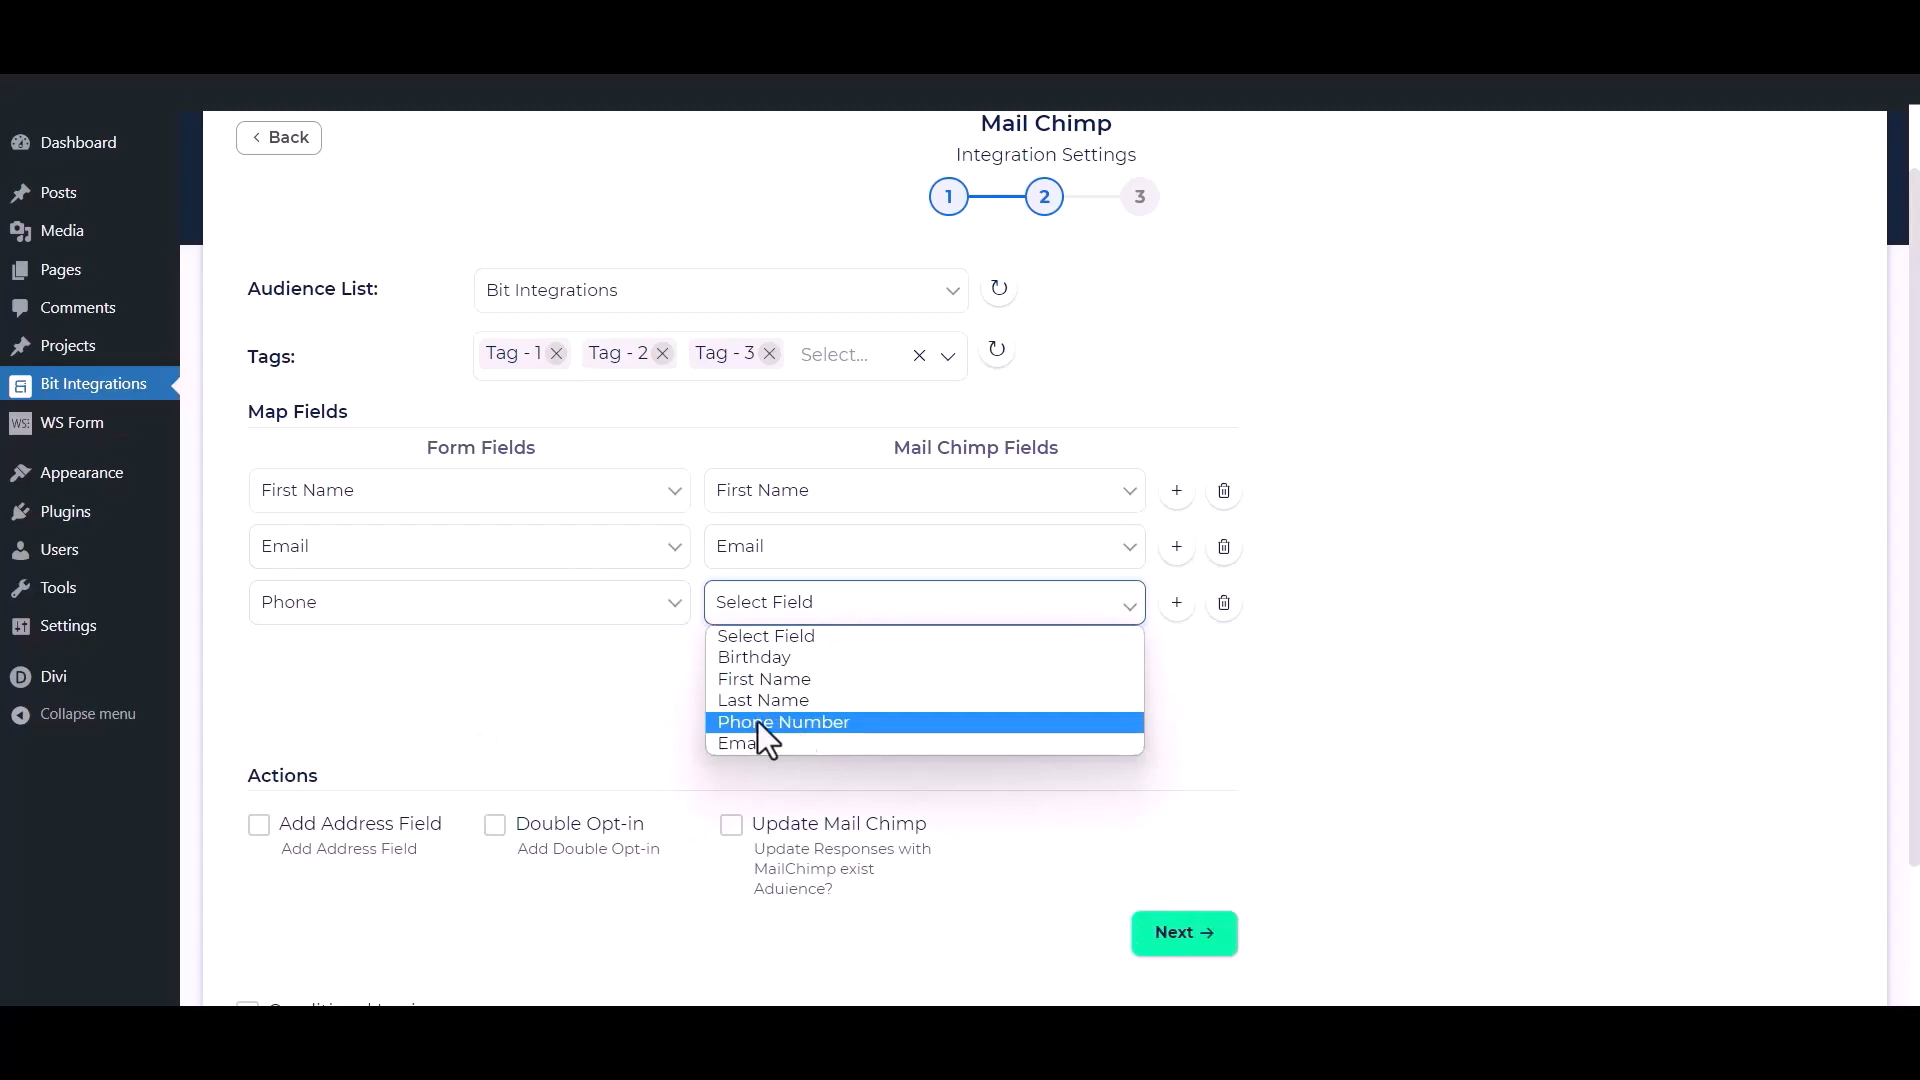 Back
Mail Chimp
Integration Settings
1
2
3
Dashboard
Posts
Media
Pages
Comments
Projects
Bit Integrations
WS Form
Appearance
Plugins
Users
Tools
Settings
Divi
Collapse menu
Audience List:
Bit Integrations
Tags:
Tag - 1
Tag - 2
Tag - 3
Select...
Map Fields
Form Fields
Mail Chimp Fields
First Name
First Name
Email
Email
Phone
Select Field
Select Field
Birthday
First Name
Last Name
Phone Number
Actions
Add Address Field
Add Address Field
Double Opt-in
Add Double Opt-in
Update Mail Chimp
Update Responses with
MailChimp exist
Aduience?
Next →